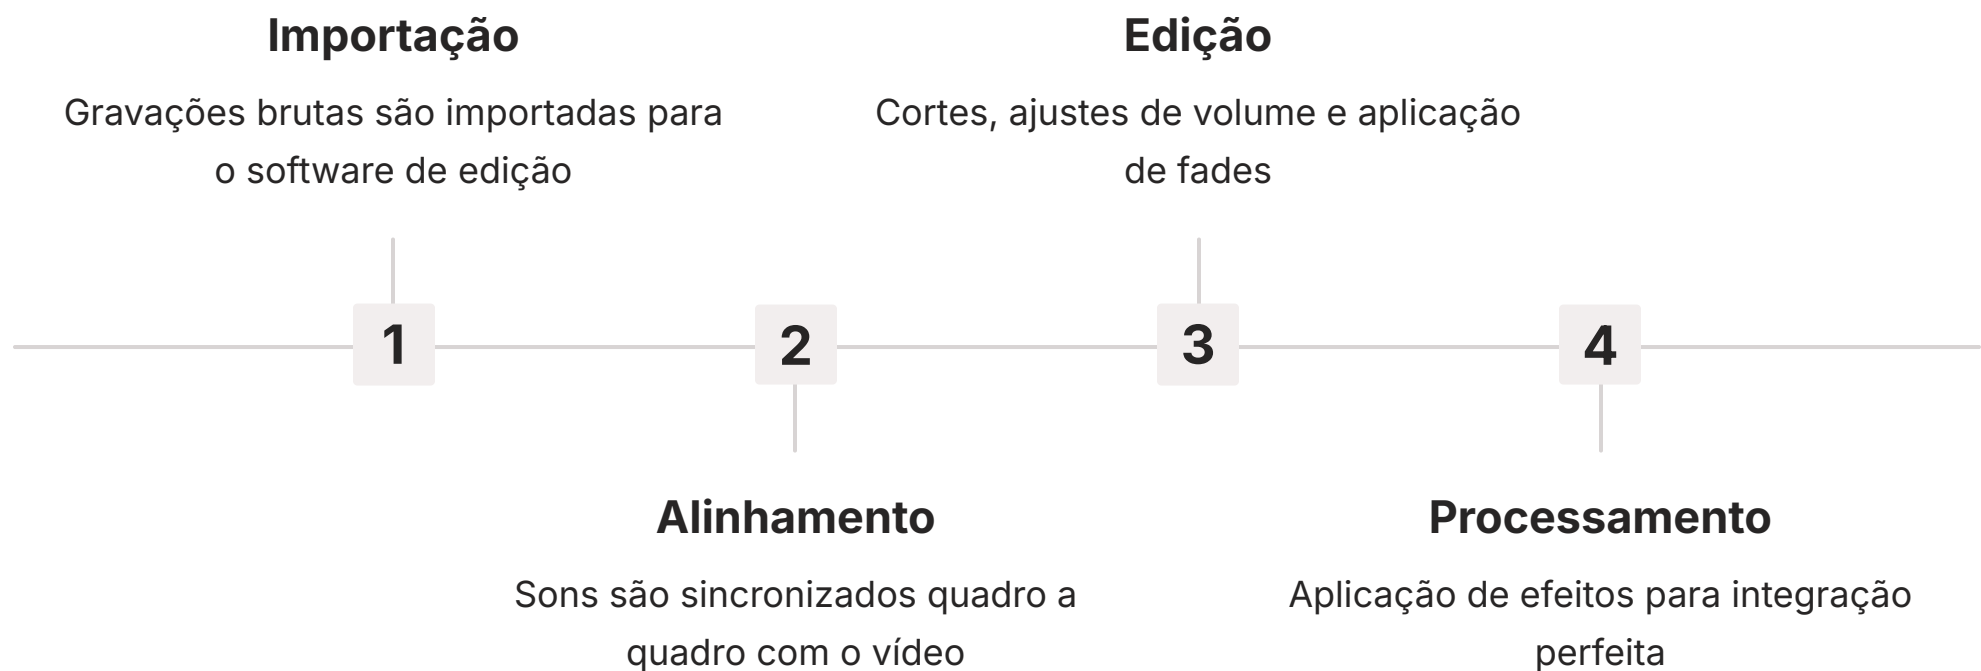 Importação
Gravações brutas são importadas para
o software de edição
Edição
Cortes, ajustes de volume e aplicação
de fades
1
2
3
4
Alinhamento
Sons são sincronizados quadro a
quadro com o vídeo
Processamento
Aplicação de efeitos para integração
perfeita